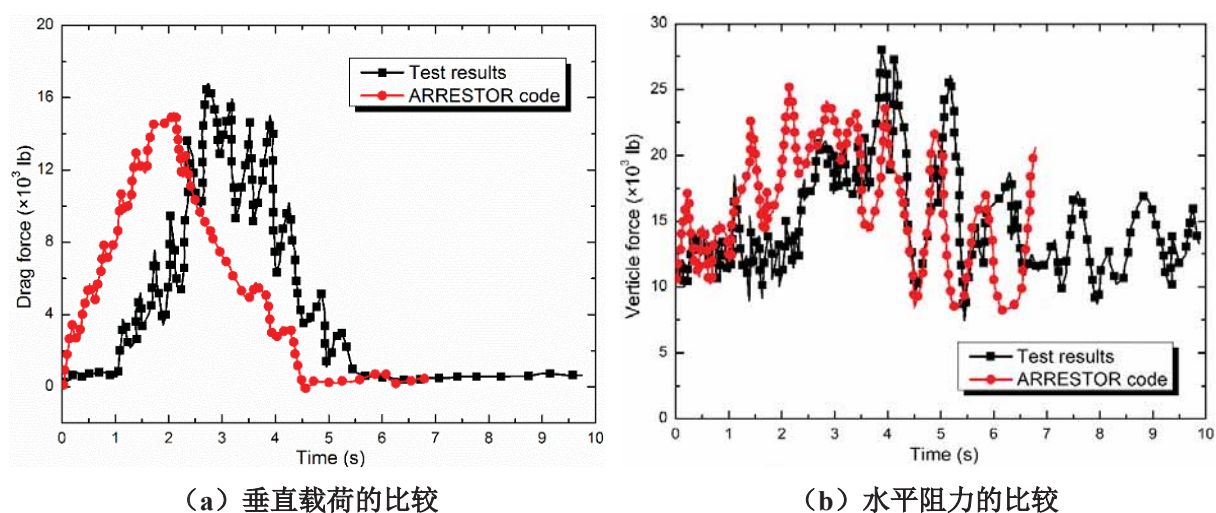 20
16
12
8
4
0
Drag force (×10³ lb)
Test results
ARRESTOR code
0 1 2 3 4 5 6 7 8 9 10
Time (s)
(a) 垂直载荷的比较
30
25
20
15
10
5
0
Verticle force (×10³ lb)
Test results
ARRESTOR code
0 1 2 3 4 5 6 7 8 9 10
Time (s)
(b) 水平阻力的比较